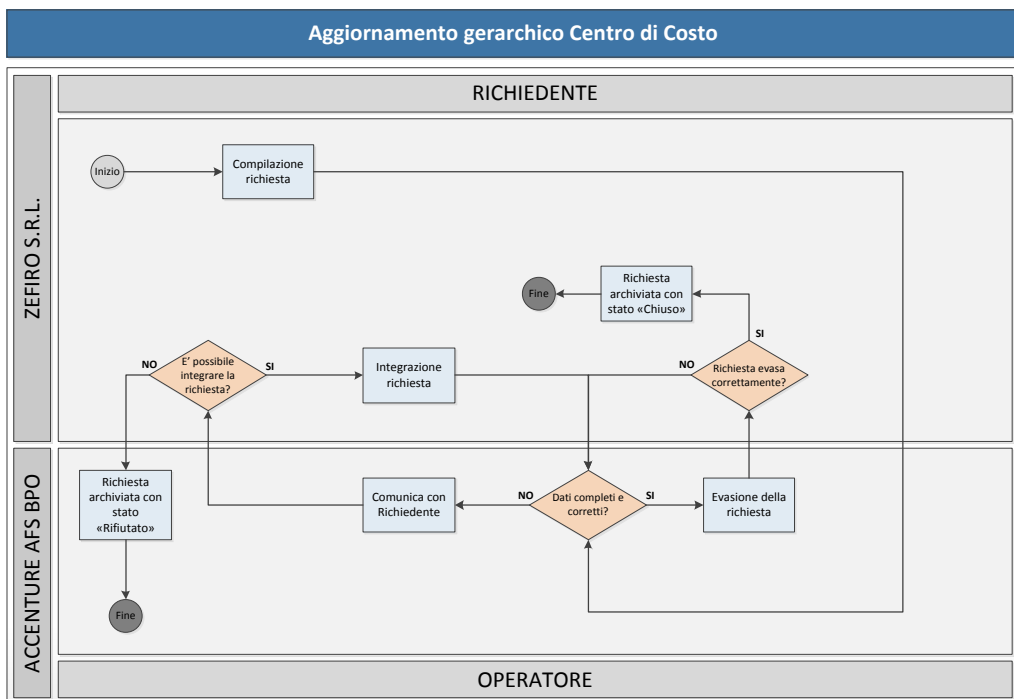 Aggiornamento gerarchico Centro di Costo
RICHIEDENTE
ZEFIRO S.R.L.
Inizio
Compilazione
richiesta
Richiesta
archiviata con
stato «Chiuso»
Fine
SI
NO
E’ possibile
integrare la
richiesta?
SI
Integrazione
richiesta
NO
Richiesta evasa
correttamente?
ACCENTURE AFS BPO
Richiesta
archiviata con
stato
«Rifiutato»
Comunica con
Richiedente
NO
Dati completi e
corretti?
SI
Evasione della
richiesta
Fine
OPERATORE